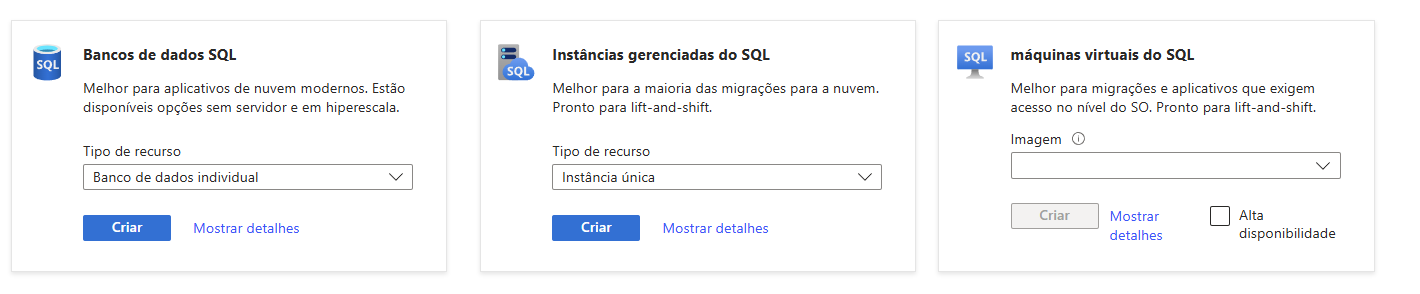 SQL
Bancos de dados SQL
Melhor para aplicativos de nuvem modernos. Estão
disponíveis opções sem servidor e em hiperescala.
Tipo de recurso
Banco de dados individual
Criar
Mostrar detalhes
SQL
Instâncias gerenciadas do SQL
Melhor para a maioria das migrações para a nuvem.
Pronto para lift-and-shift.
Tipo de recurso
Instância única
Criar
Mostrar detalhes
SQL
máquinas virtuais do SQL
Melhor para migrações e aplicativos que exigem
acesso no nível do SO. Pronto para lift-and-shift.
Imagem
Criar
Mostrar
detalhes
Alta
disponibilidade